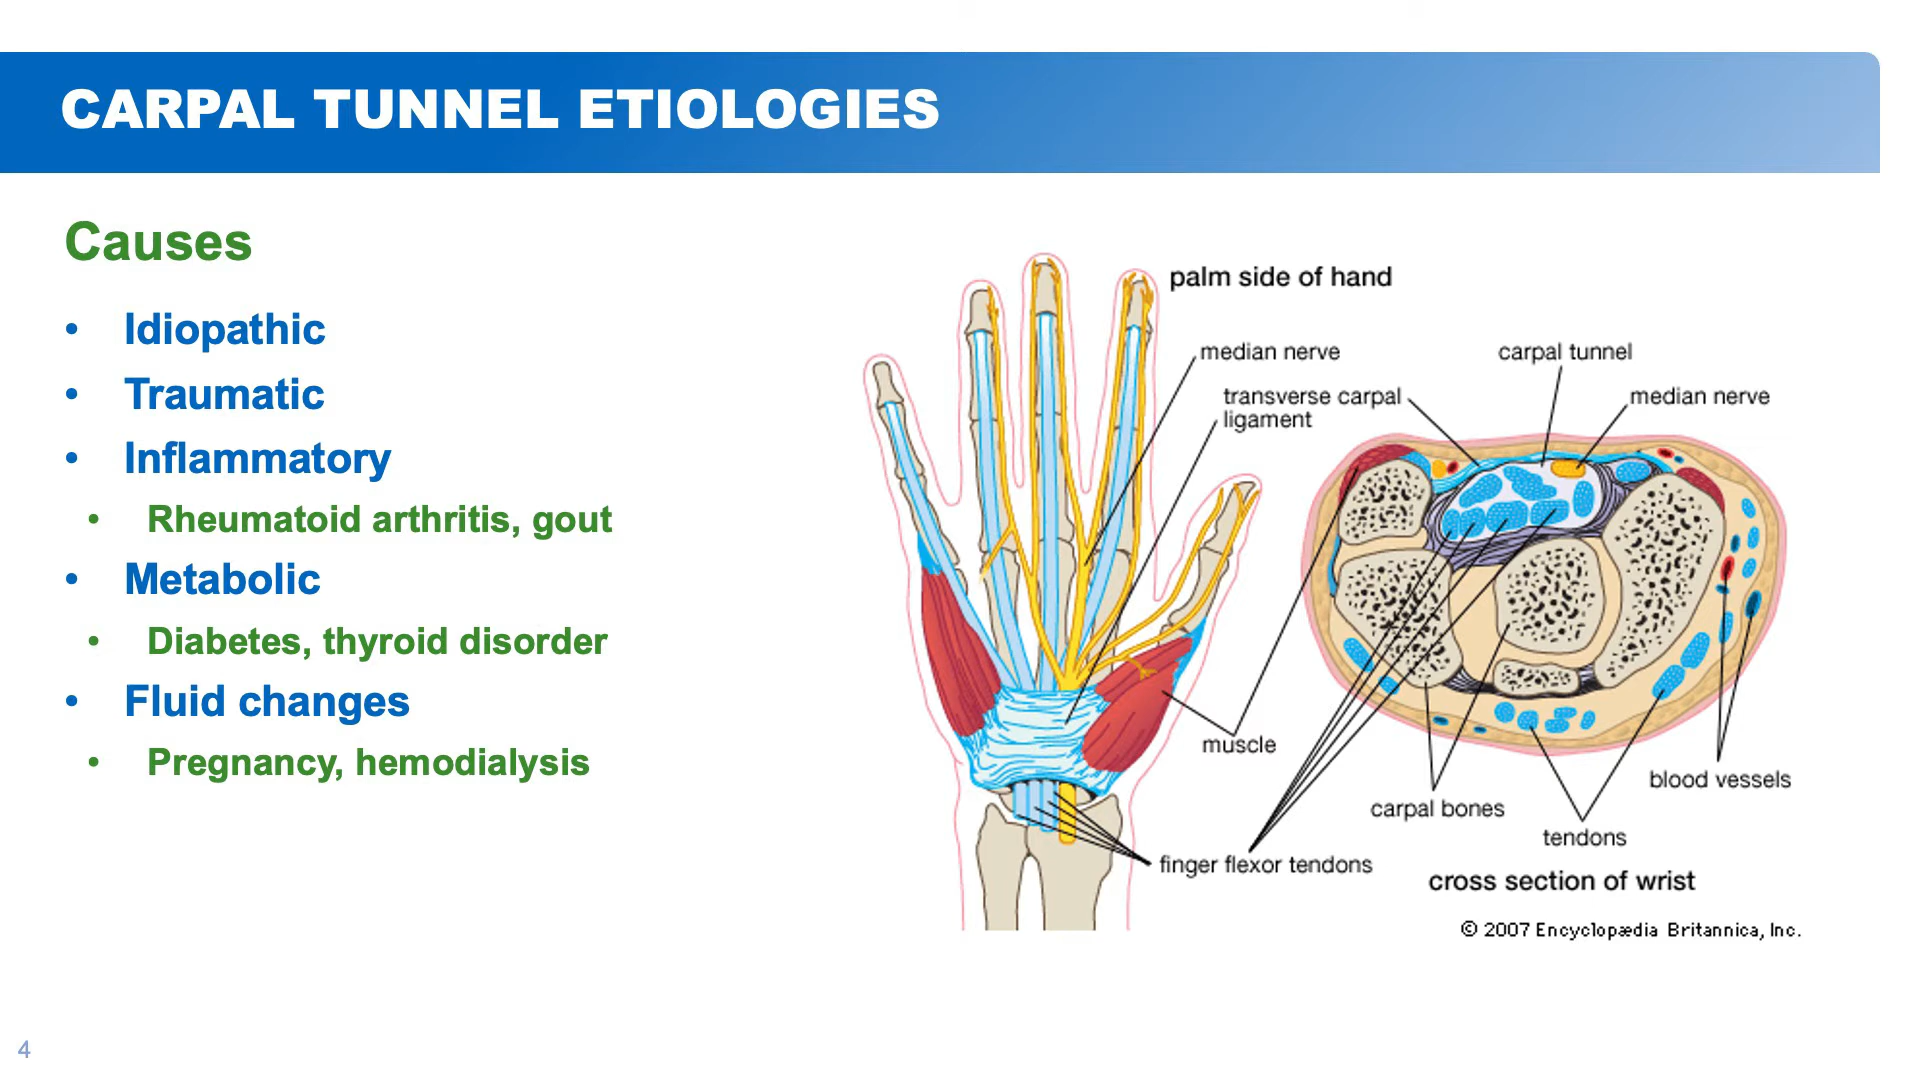 CARPAL TUNNEL ETIOLOGIES
Causes
• Idiopathic
• Traumatic
• Inflammatory
• Rheumatoid arthritis, gout
• Metabolic
• Diabetes, thyroid disorder
• Fluid changes
• Pregnancy, hemodialysis
palm side of hand
median nerve
transverse carpal
ligament
carpal tunnel
median nerve
muscle
finger flexor tendons
carpal bones
tendons
blood vessels
cross section of wrist
© 2007 Encyclopædia Britannica, Inc.
4